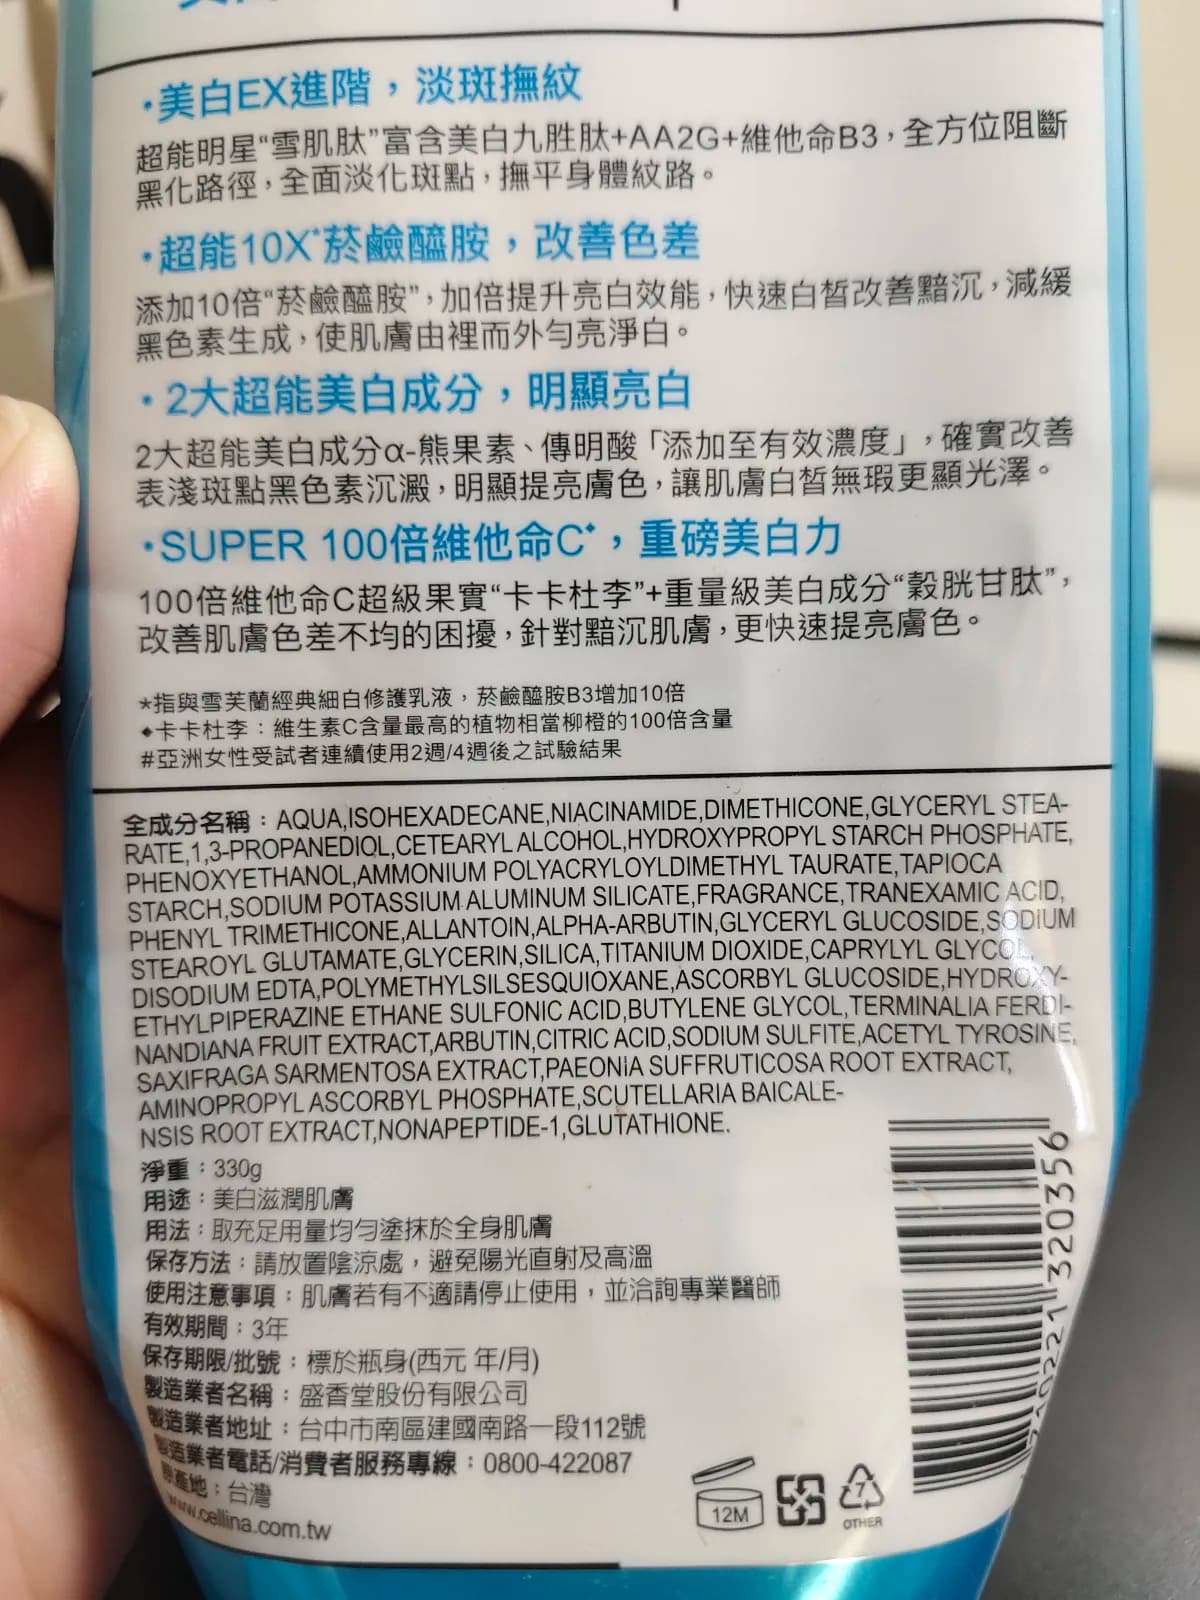 ·美白EX進階，淡斑撫紋
超能明星“雪肌肽”富含美白九胜肽+AA2G+維他命B3，全方位阻斷
黑化路徑，全面淡化斑點，撫平身體紋路。
·超能10X*菸鹼醯胺，改善色差
添加10倍“菸鹼醯胺”，加倍提升亮白效能，快速白皙改善黯沉，減緩
黑色素生成，使肌膚由裡而外勻亮淨白。
·2大超能美白成分，明顯亮白
2大超能美白成分α-熊果素、傳明酸「添加至有效濃度」，確實改善
表淺斑點黑色素沉澱，明顯提亮膚色，讓肌膚白皙無瑕更顯光澤。
·SUPER 100倍維他命C◆，重磅美白力
100倍維他命C超級果實“卡卡杜李”+重量級美白成分“穀胱甘肽”，
改善肌膚色差不均的困擾，針對黯沉肌膚，更快速提亮膚色。
*指與雪芙蘭經典細白修護乳液，菸鹼醯胺B3增加10倍
◆卡卡杜李：維生素C含量最高的植物相當柳橙的100倍含量
#亞洲女性受試者連續使用2週/4週後之試驗結果
全成分名稱：AQUA,ISOHEXADECANE,NIACINAMIDE,DIMETHICONE,GLYCERYL STEA-
RATE,1,3-PROPANEDIOL,CETEARYL ALCOHOL,HYDROXYPROPYL STARCH PHOSPHATE,
PHENOXYETHANOL,AMMONIUM POLYACRYLOYLDIMETHYL TAURATE,TAPIOCA
STARCH,SODIUM POTASSIUM ALUMINUM SILICATE,FRAGRANCE,TRANEXAMIC ACID,
PHENYL TRIMETHICONE,ALLANTOIN,ALPHA-ARBUTIN,GLYCERYL GLUCOSIDE,SODIUM
STEAROYL GLUTAMATE,GLYCERIN,SILICA,TITANIUM DIOXIDE,CAPRYLYL GLYCOL,
DISODIUM EDTA,POLYMETHYLSILSESQUIOXANE,ASCORBYL GLUCOSIDE,HYDROXY-
ETHYLPIPERAZINE ETHANE SULFONIC ACID,BUTYLENE GLYCOL,TERMINALIA FERDI-
NANDIANA FRUIT EXTRACT,ARBUTIN,CITRIC ACID,SODIUM SULFITE,ACETYL TYROSINE,
SAXIFRAGA SARMENTOSA EXTRACT,PAEONIA SUFFRUTICOSA ROOT EXTRACT,
AMINOPROPYL ASCORBYL PHOSPHATE,SCUTELLARIA BAICALE-
NSIS ROOT EXTRACT,NONAPEPTIDE-1,GLUTATHIONE.
淨重：330g
用途：美白滋潤肌膚
用法：取充足用量均勻塗抹於全身肌膚
保存方法：請放置陰涼處，避免陽光直射及高溫
使用注意事項：肌膚若有不適請停止使用，並洽詢專業醫師
有效期間：3年
保存期限/批號：標於瓶身(西元 年/月)
製造業者名稱：盛香堂股份有限公司
製造業者地址：台中市南區建國南路一段112號
製造業者電話/消費者服務專線：0800-422087
原產地：台灣
www.cellina.com.tw
12M
7
OTHER
320356